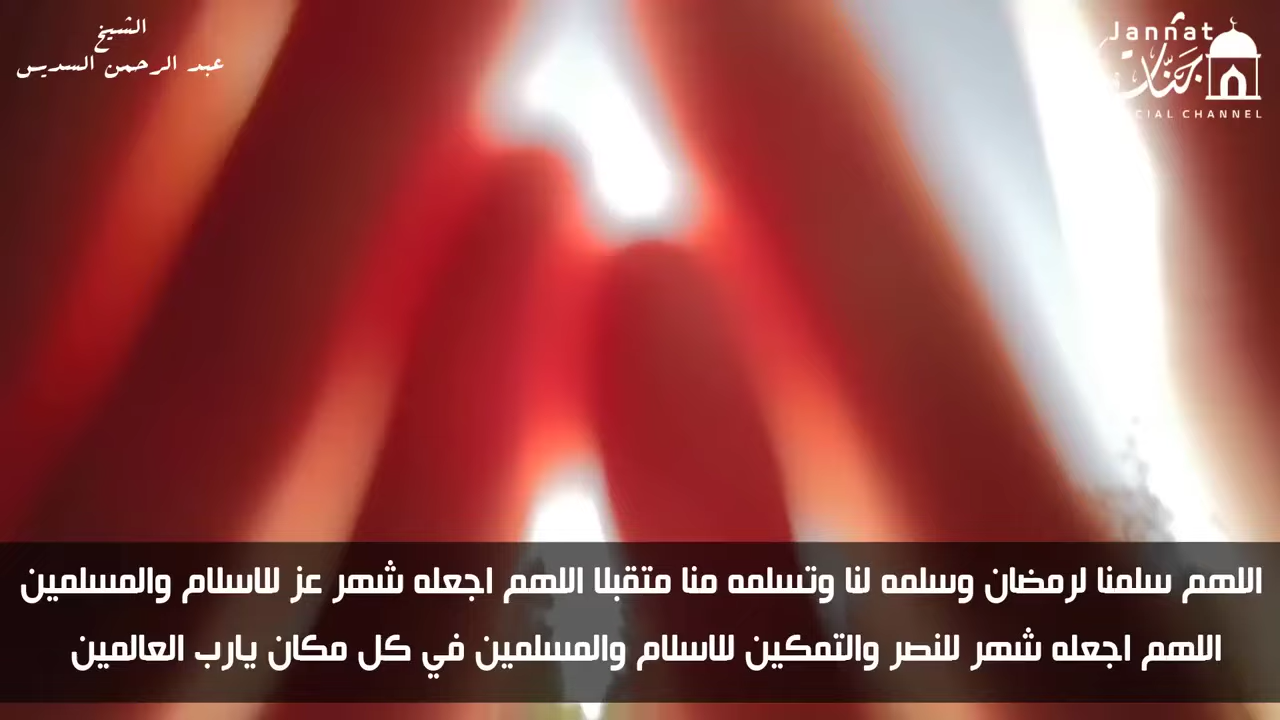 الشيخ
عبد الرحمن السديس
Jannat
جنات
CIAL CHANNEL
اللهم سلمنا لرمضان وسلمه لنا وتسلمه منا متقبلا اللهم اجعله شهر عز للاسلام والمسلمين
اللهم اجعله شهر للنصر والتمكين للاسلام والمسلمين في كل مكان يارب العالمين